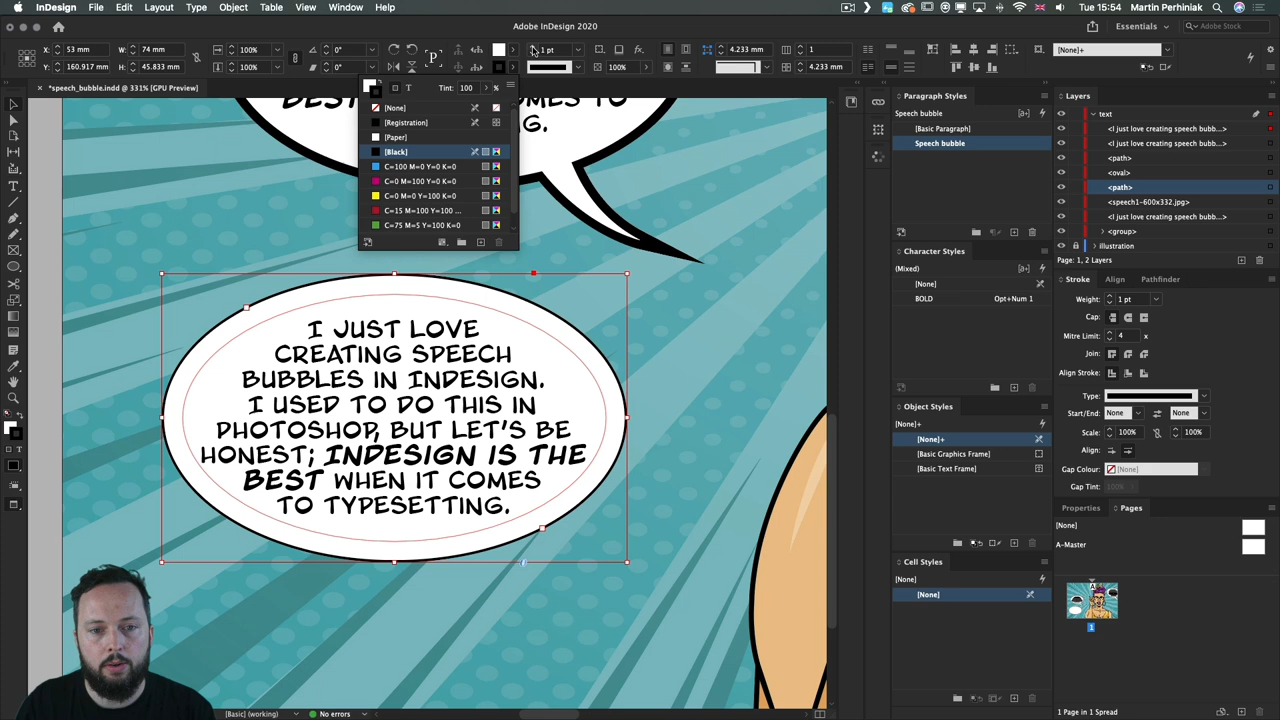 InDesign File Edit Layout Type Object Table View Window Help 100% Tue 15:54 Martin Perhiniak
Adobe InDesign 2020
Essentials
Adobe Stock
X: 53 mm W: 74 mm 100% 0° P 1 pt fx. 4.233 mm 1 [None]+
Y: 160.917 mm H: 45.833 mm 100% 0° 100% 4.233 mm
*speech_bubble.indd @ 331% [GPU Preview]
T Tint: 100 %
[None]
[Registration]
[Paper]
[Black]
C=100 M=0 Y=0 K=0
C=0 M=100 Y=0 K=0
C=0 M=0 Y=100 K=0
C=15 M=100 Y=100 ...
C=75 M=5 Y=100 K=0
I JUST LOVE
CREATING SPEECH
BUBBLES IN INDESIGN.
I USED TO DO THIS IN
PHOTOSHOP, BUT LET'S BE
HONEST; INDESIGN IS THE
BEST WHEN IT COMES
TO TYPESETTING.
Paragraph Styles
Speech bubble
[Basic Paragraph]
Speech bubble
Character Styles
(Mixed)
[None]
BOLD Opt+Num 1
Object Styles
[None]+
[None]+
[Basic Graphics Frame]
[Basic Text Frame]
Cell Styles
[None]
[None]
Layers
text
<I just love creating speech bubb...>
<I just love creating speech bubb...>
<path>
<oval>
<path>
<speech1-600x332.jpg>
<I just love creating speech bubb...>
<group>
illustration
Page: 1, 2 Layers
Stroke Align Pathfinder
Weight: 1 pt
Cap:
Mitre Limit: 4 x
Join:
Align Stroke:
Type:
Start/End: None None
Scale: 100% 100%
Align:
Gap Colour: [None]
Gap Tint: 100%
Properties Pages
[None]
A-Master
A
1
1 Page in 1 Spread
[Basic] (working) No errors